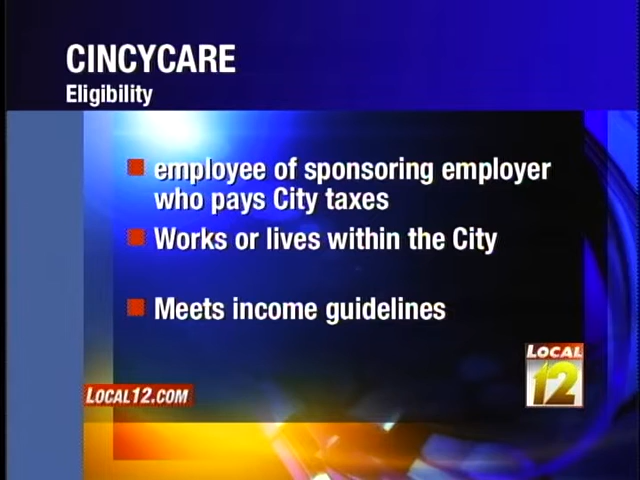 CINCYCARE
Eligibility
employee of sponsoring employer
who pays City taxes
Works or lives within the City
Meets income guidelines
LOCAL
12
LOCAL12.COM